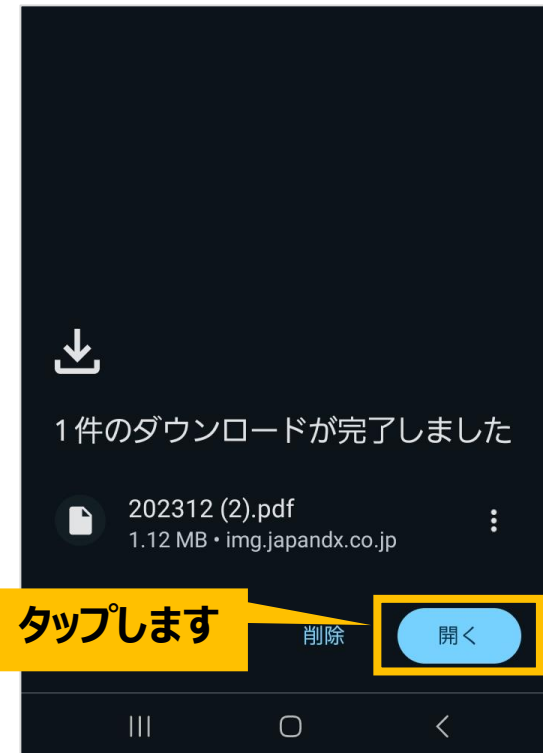 1件のダウンロードが完了しました
202312 (2).pdf
1.12 MB • img.japandx.co.jp
タップします
削除
開く